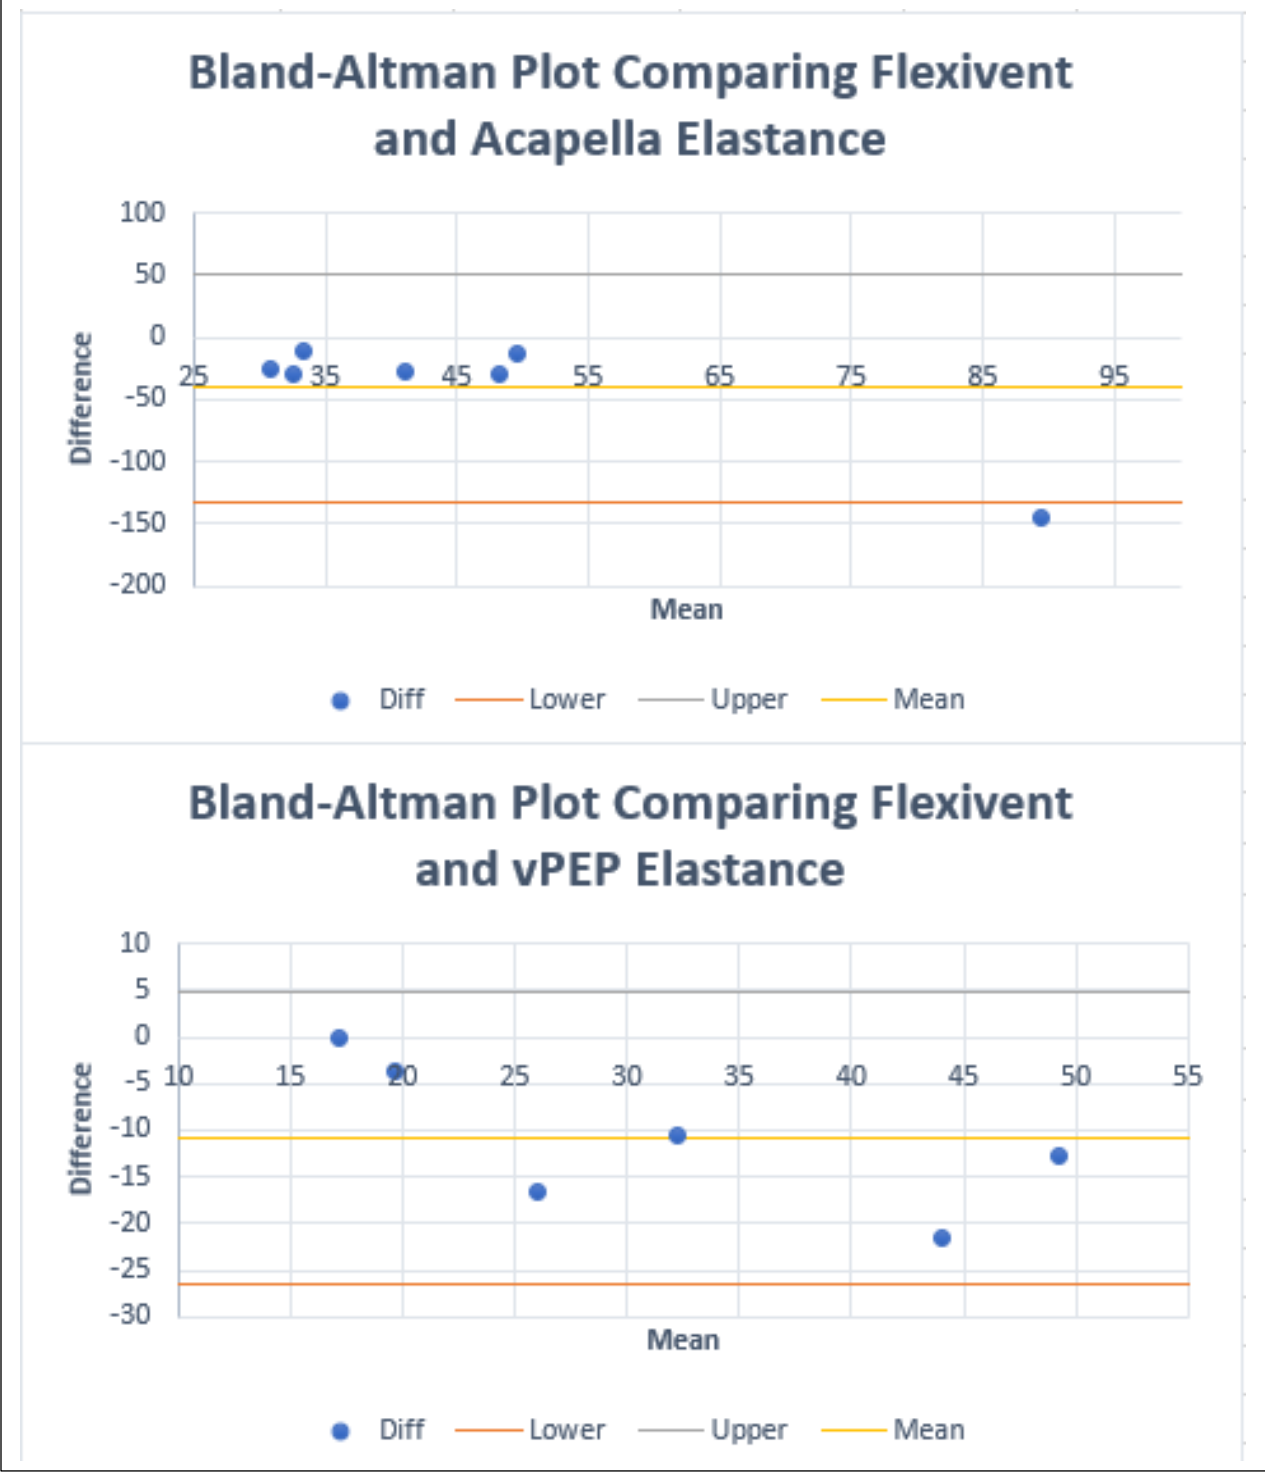 Bland-Altman Plot Comparing Flexivent
and Acapella Elastance
100
50
0
25 35 45 55 65 75 85 95
-50
-100
-150
-200
Difference
Mean
Diff Lower Upper Mean
Bland-Altman Plot Comparing Flexivent
and vPEP Elastance
10
5
0
-5 10 15 20 25 30 35 40 45 50 55
-10
-15
-20
-25
-30
Difference
Mean
Diff Lower Upper Mean